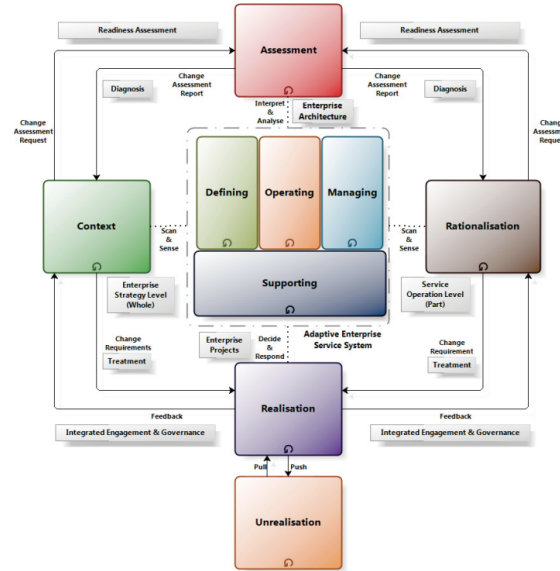 Readiness Assessment
Readiness Assessment
Assessment
Change
Assessment
Report
Change
Assessment
Report
Diagnosis
Diagnosis
Interpret
&
Analyse
Enterprise
Architecture
Change
Assessment
Request
Change
Assessment
Request
Defining
Operating
Managing
Context
Scan
&
Sense
Scan
&
Sense
Rationalisation
Supporting
Enterprise
Strategy Level
(Whole)
Service
Operation Level
(Part)
Enterprise
Projects
Decide
&
Respond
Adaptive Enterprise
Service System
Change
Requirements
Treatment
Change
Requirement
Treatment
Realisation
Feedback
Feedback
Integrated Engagement & Governance
Integrated Engagement & Governance
Pull
Push
Unrealisation